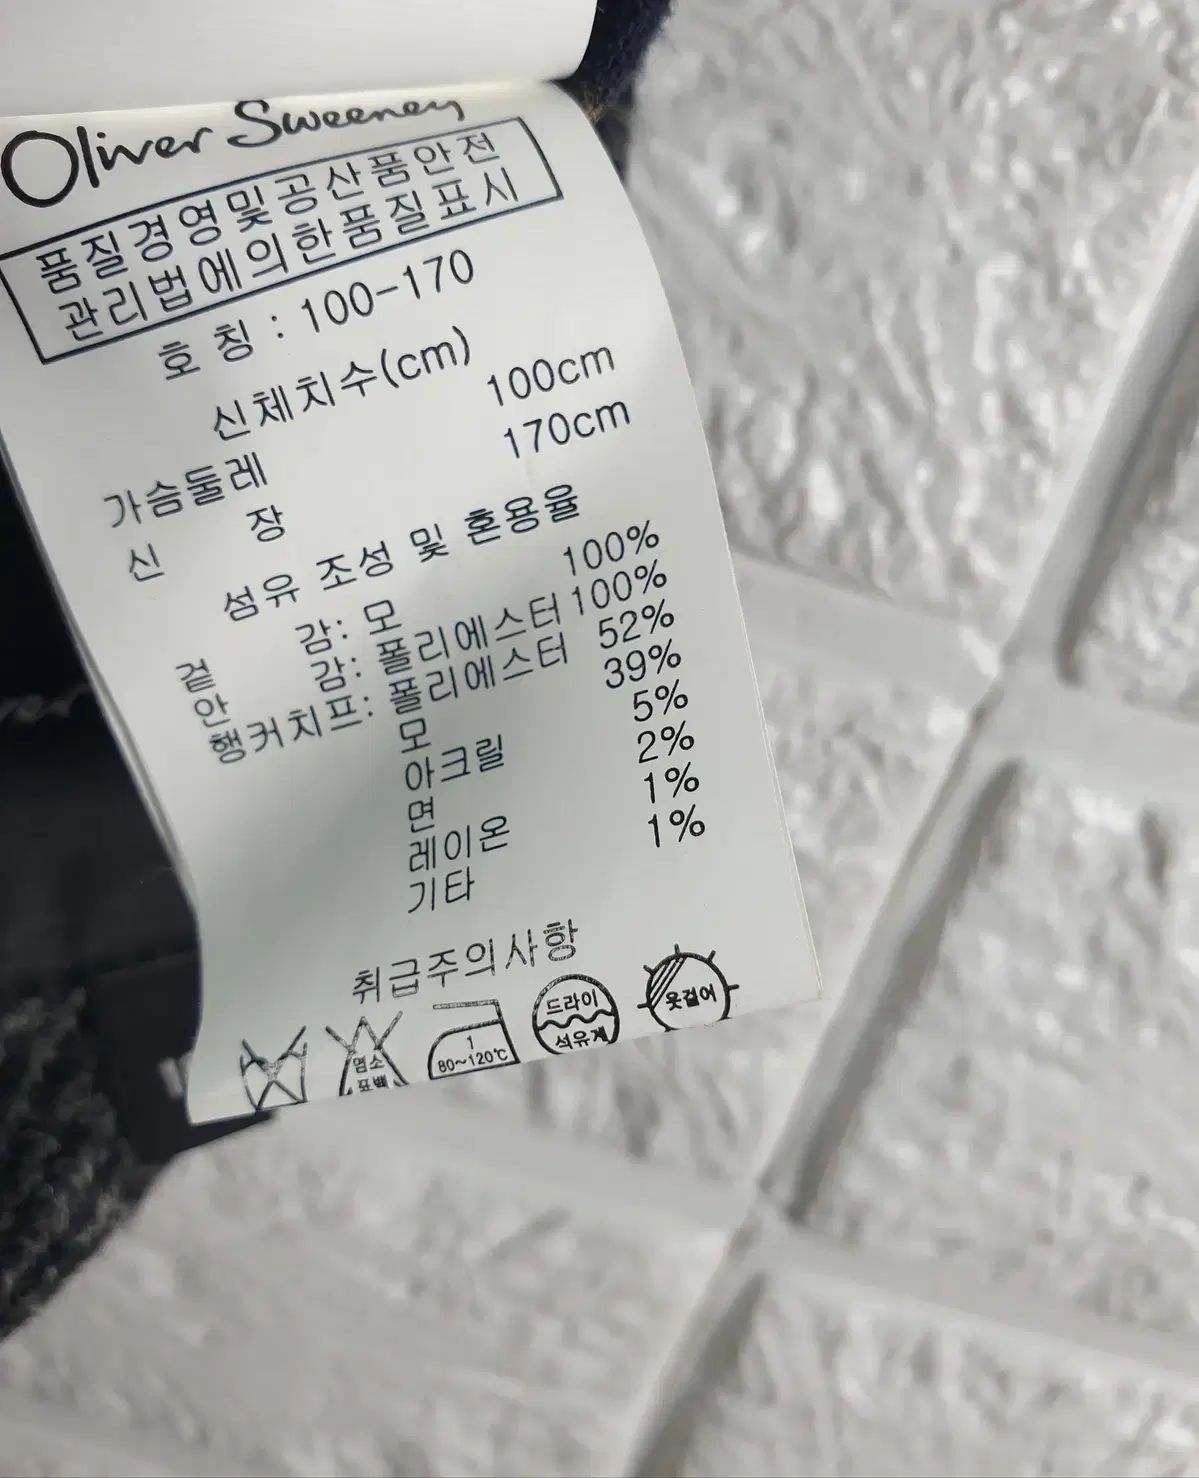 Oliver Sweeney
품질경영및공산품안전
관리법에의한품질표시
호 칭 : 100-170
신체치수(cm)
가슴둘레 100cm
신 장 170cm
섬유 조성 및 혼용율
겉 감: 모 100%
안 감: 폴리에스터 100%
행커치프: 폴리에스터 52%
모 39%
아크릴 5%
면 2%
레이온 1%
기타 1%
취급주의사항
염소
표백
1
80~120℃
드라이
석유계
옷걸어